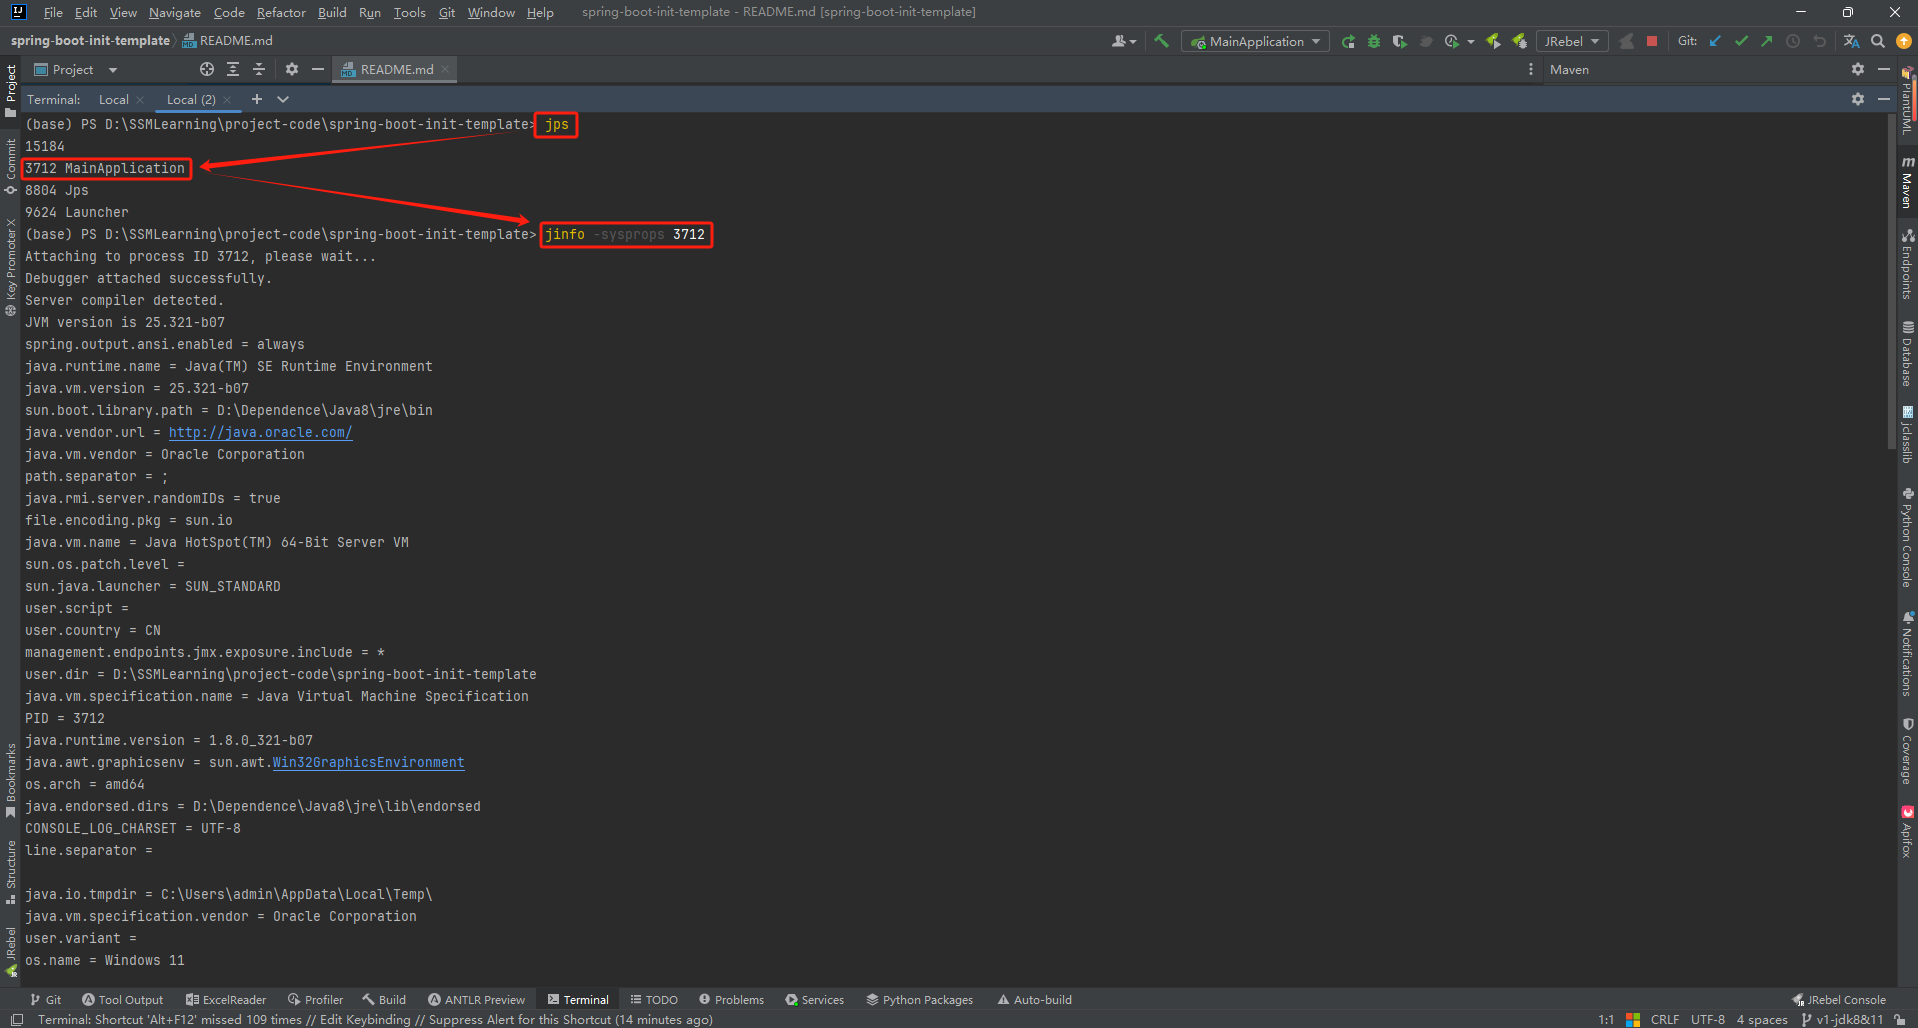 File Edit View Navigate Code Refactor Build Run Tools Git Window Help spring-boot-init-template - README.md [spring-boot-init-template]
spring-boot-init-template README.md MainApplication JRebel Git:
Project README.md Maven
Terminal: Local Local (2)
(base) PS D:\SSMLearning\project-code\spring-boot-init-template> jps
15184
3712 MainApplication
8804 Jps
9624 Launcher
(base) PS D:\SSMLearning\project-code\spring-boot-init-template> jinfo -sysprops 3712
Attaching to process ID 3712, please wait...
Debugger attached successfully.
Server compiler detected.
JVM version is 25.321-b07
spring.output.ansi.enabled = always
java.runtime.name = Java(TM) SE Runtime Environment
java.vm.version = 25.321-b07
sun.boot.library.path = D:\Dependence\Java8\jre\bin
java.vendor.url = http://java.oracle.com/
java.vm.vendor = Oracle Corporation
path.separator = ;
java.rmi.server.randomIDs = true
file.encoding.pkg = sun.io
java.vm.name = Java HotSpot(TM) 64-Bit Server VM
sun.os.patch.level =
sun.java.launcher = SUN_STANDARD
user.script =
user.country = CN
management.endpoints.jmx.exposure.include = *
user.dir = D:\SSMLearning\project-code\spring-boot-init-template
java.vm.specification.name = Java Virtual Machine Specification
PID = 3712
java.runtime.version = 1.8.0_321-b07
java.awt.graphicsenv = sun.awt.Win32GraphicsEnvironment
os.arch = amd64
java.endorsed.dirs = D:\Dependence\Java8\jre\lib\endorsed
CONSOLE_LOG_CHARSET = UTF-8
line.separator =
java.io.tmpdir = C:\Users\admin\AppData\Local\Temp\
java.vm.specification.vendor = Oracle Corporation
user.variant =
os.name = Windows 11
Project
Commit
Key Promoter X
Bookmarks
Structure
JRebel
PlantUML
Maven
Endpoints
Database
jclasslib
Python Console
Notifications
Coverage
Apifox
Git Tool Output ExcelReader Profiler Build ANTLR Preview Terminal TODO Problems Services Python Packages Auto-build JRebel Console
Terminal: Shortcut 'Alt+F12' missed 109 times // Edit Keybinding // Suppress Alert for this Shortcut (14 minutes ago) 1:1 CRLF UTF-8 4 spaces v1-jdk8&11